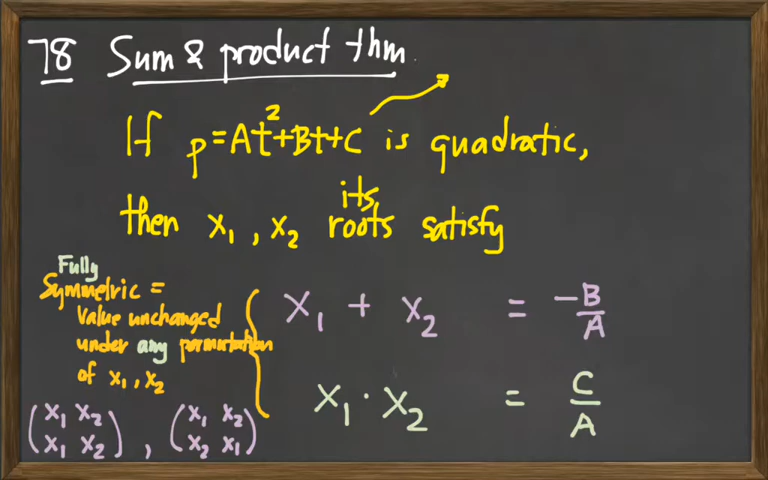 78 Sum & product thm.
If p=At²+Bt+C is quadratic,
then x₁, x₂ its roots satisfy
Fully
Symmetric =
value unchanged
under any permutation
of x₁, x₂
x₁ + x₂ = -B/A
x₁ · x₂ = C/A
(x₁ x₂ , (x₁ x₂
x₁ x₂) x₂ x₁)